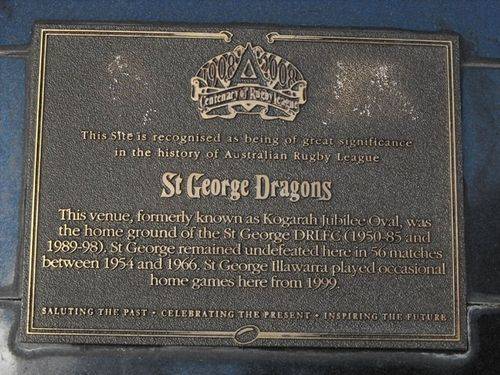 1908 2008
Centenary of Rugby League
This Site is recognised as being of great significance
in the history of Australian Rugby League
St George Dragons
This venue, formerly known as Kogarah Jubilee Oval, was
the home ground of the St George DRLFC (1950-85 and
1989-98). St George remained undefeated here in 56 matches
between 1954 and 1966. St George Illawarra played occasional
home games here from 1999.
SALUTING THE PAST • CELEBRATING THE PRESENT • INSPIRING THE FUTURE